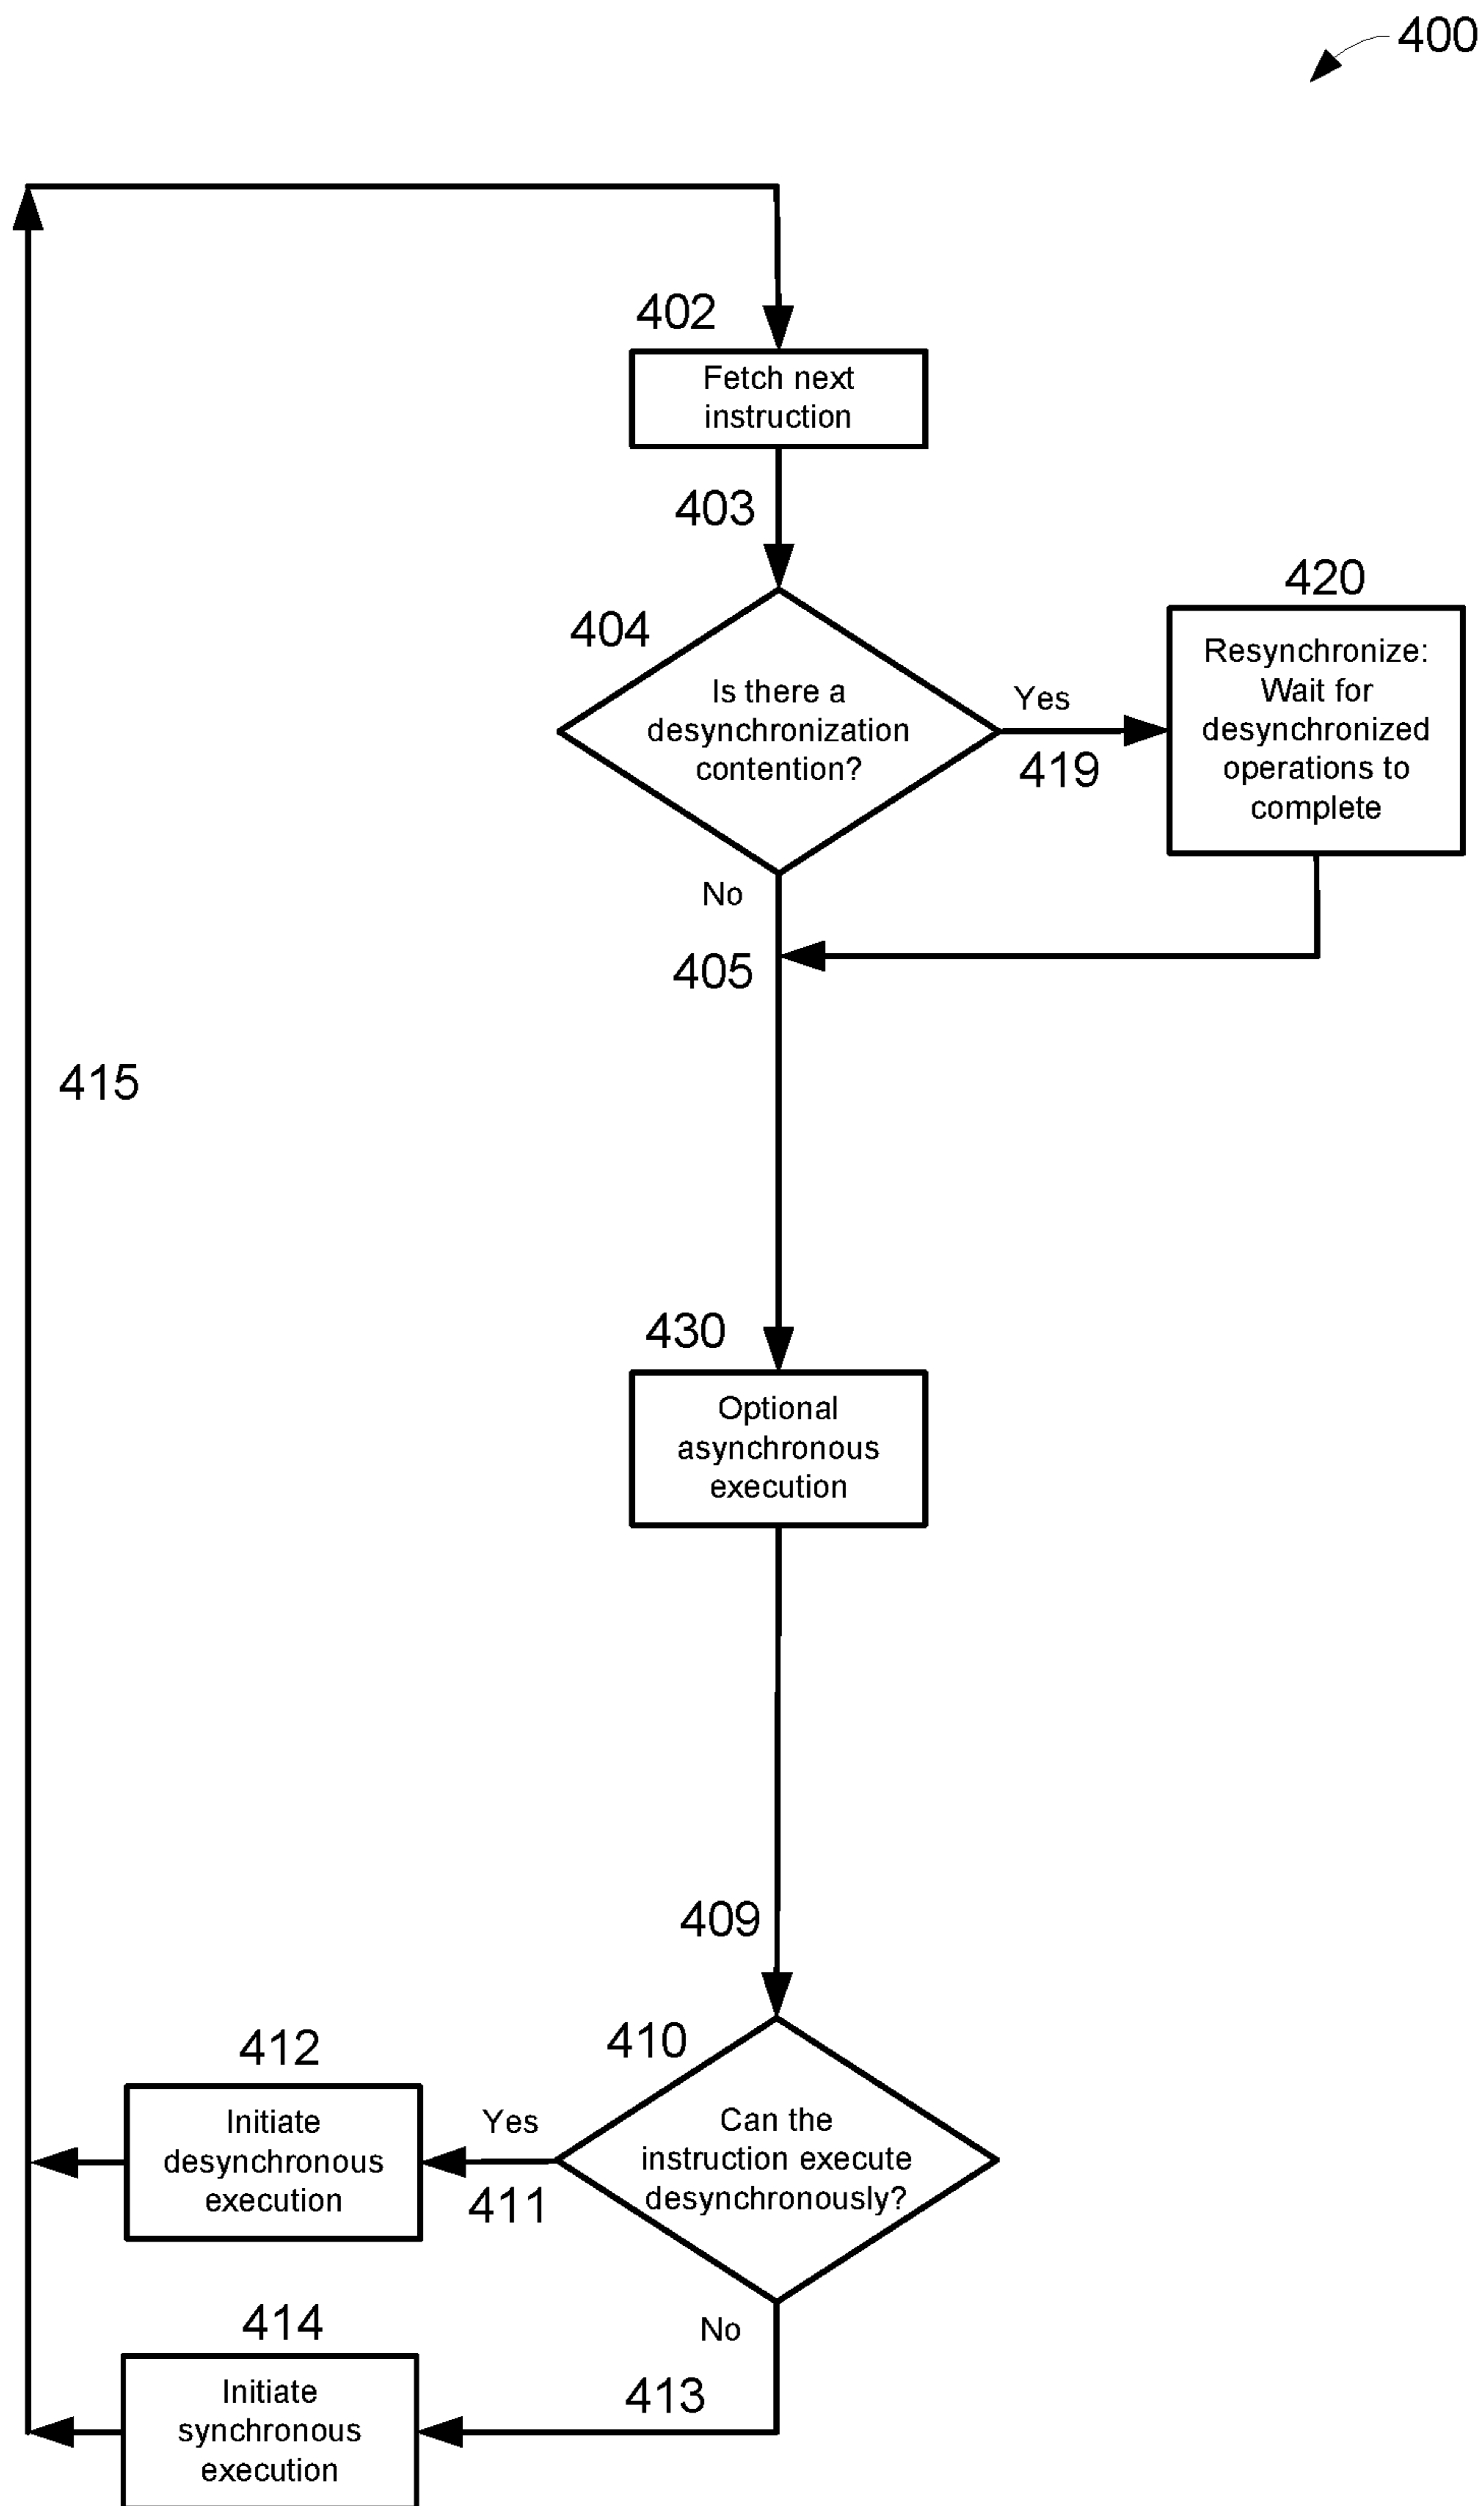 400
402
Fetch next
instruction
403
404
Is there a
desynchronization
contention?
Yes
419
420
Resynchronize:
Wait for
desynchronized
operations to
complete
No
405
415
430
Optional
asynchronous
execution
409
410
Can the
instruction execute
desynchronously?
Yes
411
412
Initiate
desynchronous
execution
No
413
414
Initiate
synchronous
execution